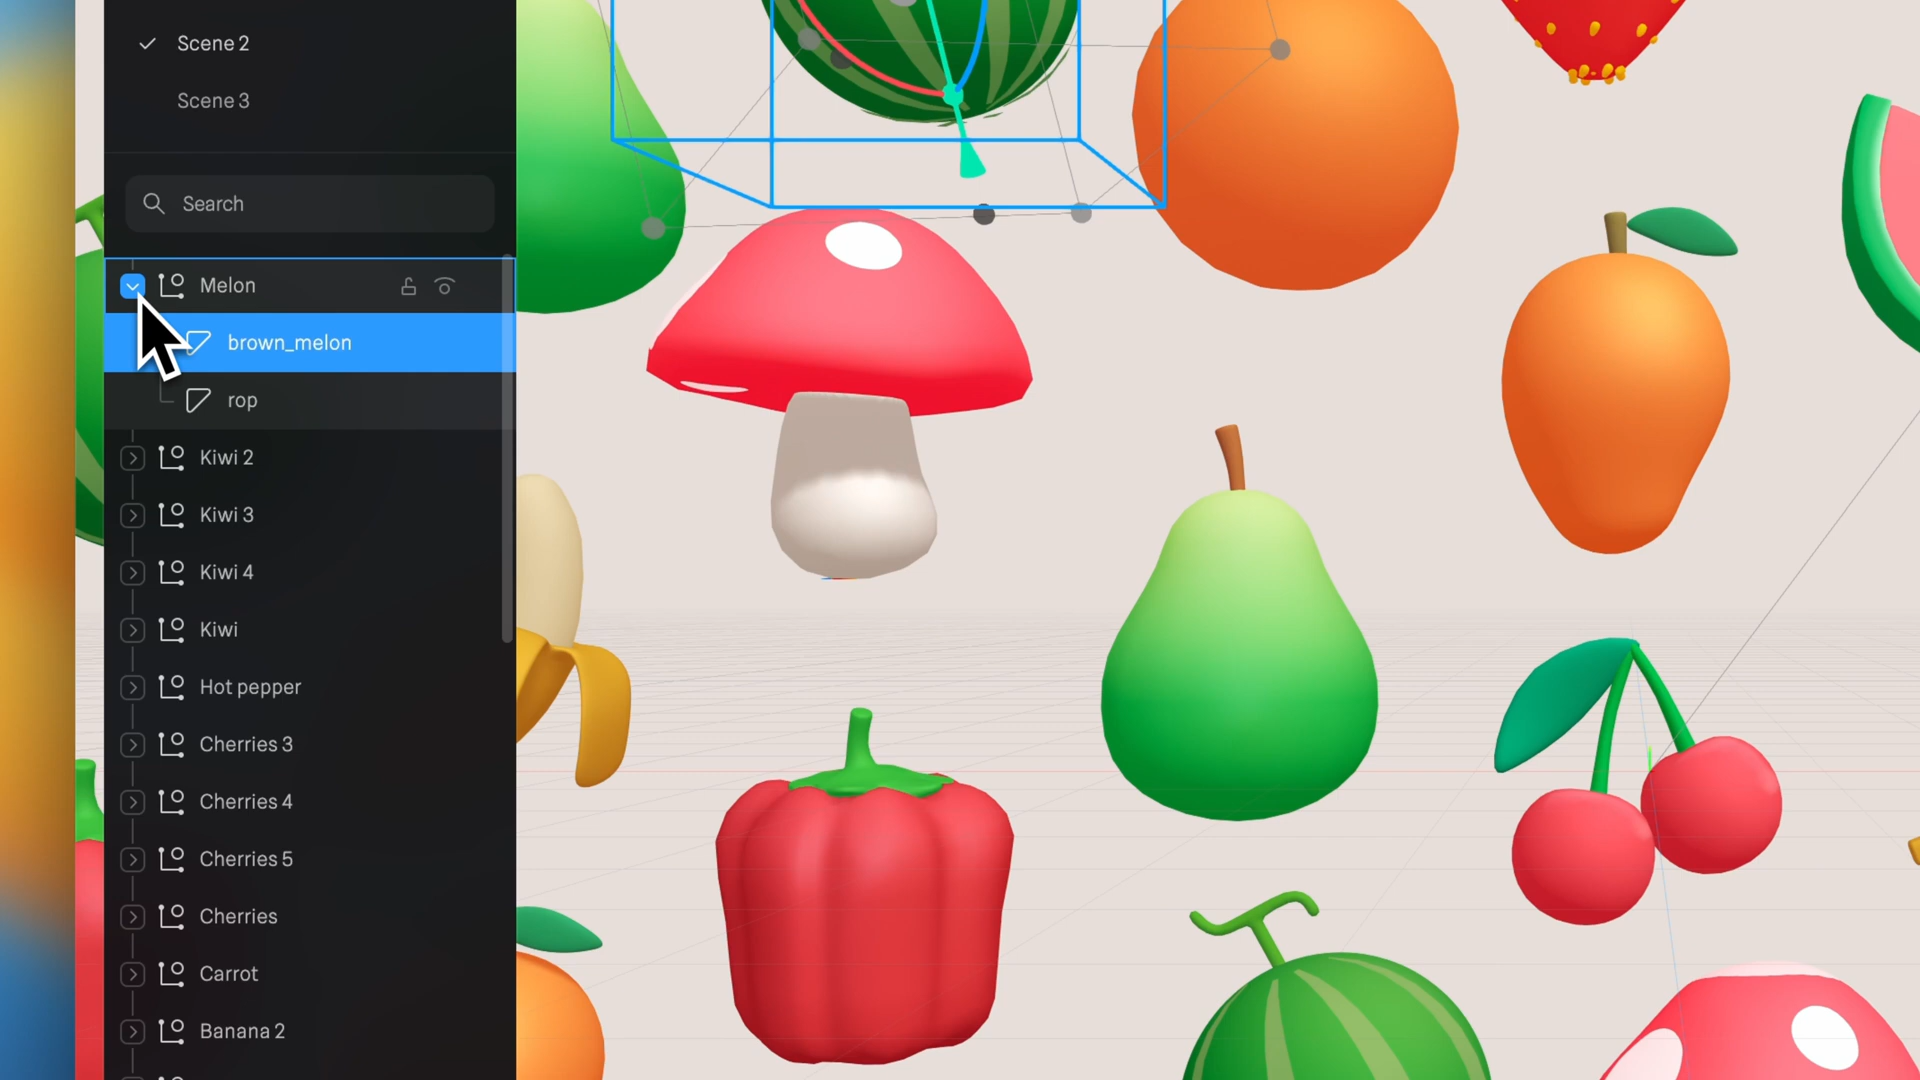 Scene 2
Scene 3
Search
Melon
brown_melon
rop
Kiwi 2
Kiwi 3
Kiwi 4
Kiwi
Hot pepper
Cherries 3
Cherries 4
Cherries 5
Cherries
Carrot
Banana 2